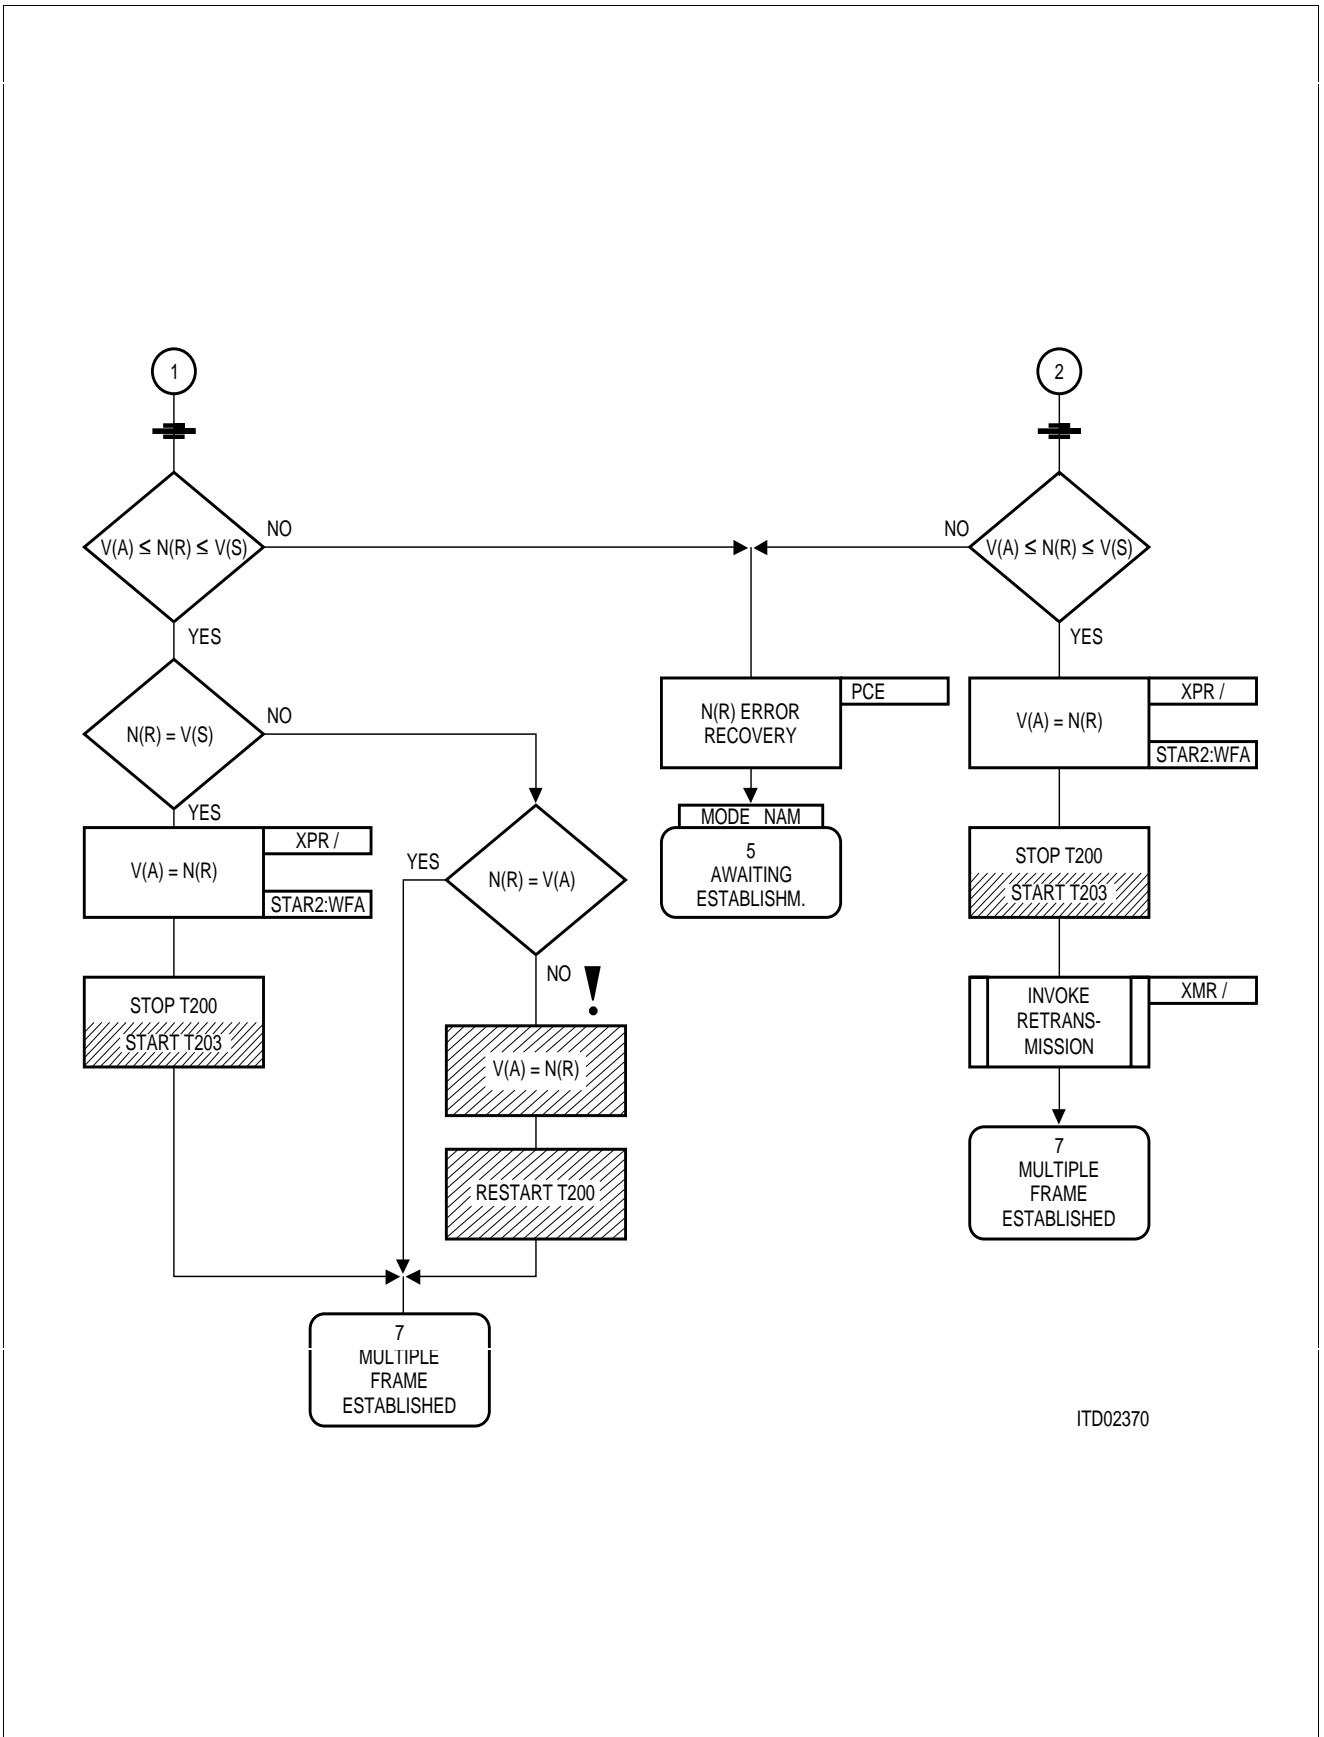 1
2
V(A) ≤ N(R) ≤ V(S)
NO
NO
V(A) ≤ N(R) ≤ V(S)
YES
YES
N(R) = V(S)
NO
N(R) ERROR
RECOVERY
PCE
V(A) = N(R)
XPR /
STAR2:WFA
YES
V(A) = N(R)
XPR /
STAR2:WFA
YES
N(R) = V(A)
MODE NAM
5
AWAITING
ESTABLISHM.
STOP T200
START T203
NO
!
STOP T200
START T203
INVOKE
RETRANS-
MISSION
XMR /
V(A) = N(R)
RESTART T200
7
MULTIPLE
FRAME
ESTABLISHED
7
MULTIPLE
FRAME
ESTABLISHED
ITD02370